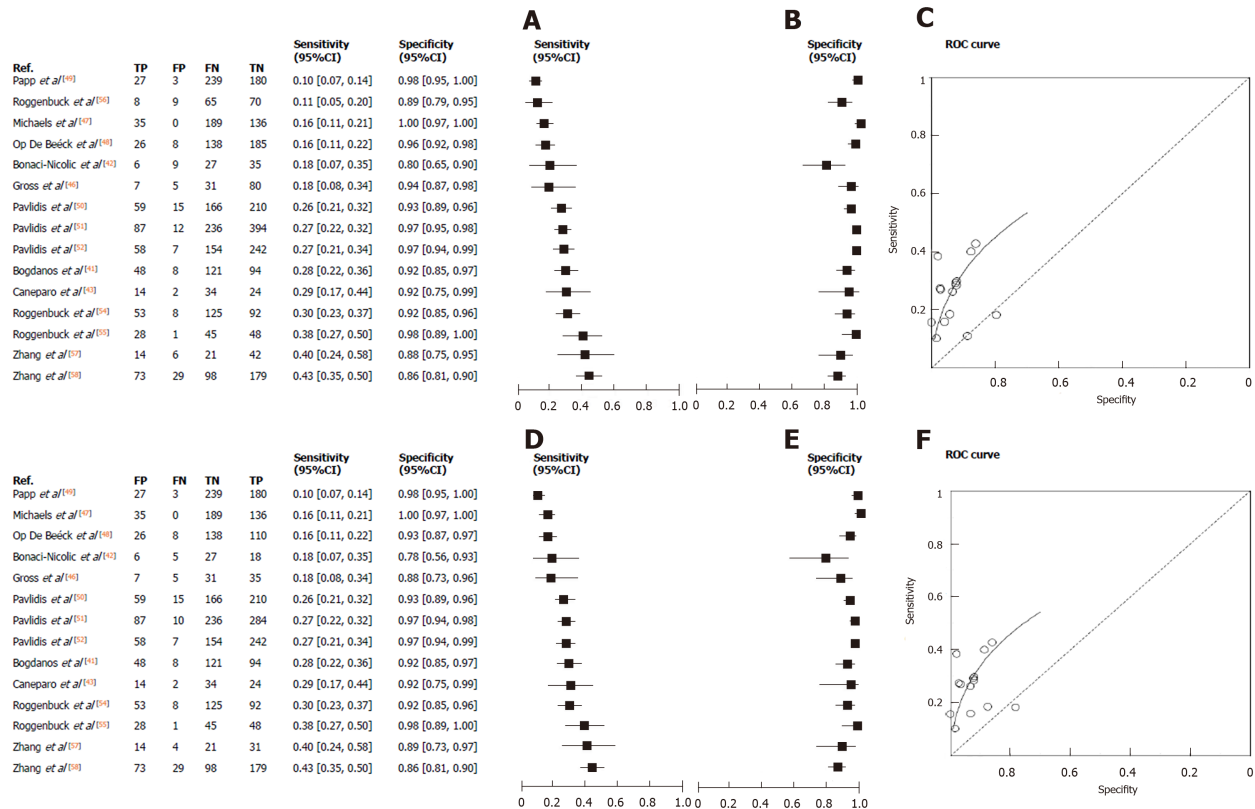 A
B
C
Sensitivity Specificity Sensitivity Specificity ROC curve
(95%CI) (95%CI) (95%CI) (95%CI)
Ref. TP FP FN TN
Papp et al [49] 27 3 239 180 0.10 [0.07, 0.14] 0.98 [0.95, 1.00]
Roggenbuck et al [56] 8 9 65 70 0.11 [0.05, 0.20] 0.89 [0.79, 0.95]
Michaels et al [47] 35 0 189 136 0.16 [0.11, 0.21] 1.00 [0.97, 1.00]
Op De Beéck et al [48] 26 8 138 185 0.16 [0.11, 0.22] 0.96 [0.92, 0.98]
Bonaci-Nicolic et al [42] 6 9 27 35 0.18 [0.07, 0.35] 0.80 [0.65, 0.90]
Gross et al [46] 7 5 31 80 0.18 [0.08, 0.34] 0.94 [0.87, 0.98]
Pavlidis et al [50] 59 15 166 210 0.26 [0.21, 0.32] 0.93 [0.89, 0.96]
Pavlidis et al [51] 87 12 236 394 0.27 [0.22, 0.32] 0.97 [0.95, 0.98]
Pavlidis et al [52] 58 7 154 242 0.27 [0.21, 0.34] 0.97 [0.94, 0.99]
Bogdanos et al [41] 48 8 121 94 0.28 [0.22, 0.36] 0.92 [0.85, 0.97]
Caneparo et al [43] 14 2 34 24 0.29 [0.17, 0.44] 0.92 [0.75, 0.99]
Roggenbuck et al [54] 53 8 125 92 0.30 [0.23, 0.37] 0.92 [0.85, 0.96]
Roggenbuck et al [55] 28 1 45 48 0.38 [0.27, 0.50] 0.98 [0.89, 1.00]
Zhang et al [57] 14 6 21 42 0.40 [0.24, 0.58] 0.88 [0.75, 0.95]
Zhang et al [58] 73 29 98 179 0.43 [0.35, 0.50] 0.86 [0.81, 0.90]
0 0.2 0.4 0.6 0.8 1.0
0 0.2 0.4 0.6 0.8 1.0
1
0.8
0.6
0.4
0.2
Sensitivity
0.8 0.6 0.4 0.2 0
Specifity
D
E
F
Sensitivity Specificity Sensitivity Specificity ROC curve
(95%CI) (95%CI) (95%CI) (95%CI)
Ref. FP FN TN TP
Papp et al [49] 27 3 239 180 0.10 [0.07, 0.14] 0.98 [0.95, 1.00]
Michaels et al [47] 35 0 189 136 0.16 [0.11, 0.21] 1.00 [0.97, 1.00]
Op De Beéck et al [48] 26 8 138 110 0.16 [0.11, 0.22] 0.93 [0.87, 0.97]
Bonaci-Nicolic et al [42] 6 5 27 18 0.18 [0.07, 0.35] 0.78 [0.56, 0.93]
Gross et al [46] 7 5 31 35 0.18 [0.08, 0.34] 0.88 [0.73, 0.96]
Pavlidis et al [50] 59 15 166 210 0.26 [0.21, 0.32] 0.93 [0.89, 0.96]
Pavlidis et al [51] 87 10 236 284 0.27 [0.22, 0.32] 0.97 [0.94, 0.98]
Pavlidis et al [52] 58 7 154 242 0.27 [0.21, 0.34] 0.97 [0.94, 0.99]
Bogdanos et al [41] 48 8 121 94 0.28 [0.22, 0.36] 0.92 [0.85, 0.97]
Caneparo et al [43] 14 2 34 24 0.29 [0.17, 0.44] 0.92 [0.75, 0.99]
Roggenbuck et al [54] 53 8 125 92 0.30 [0.23, 0.37] 0.92 [0.85, 0.96]
Roggenbuck et al [55] 28 1 45 48 0.38 [0.27, 0.50] 0.98 [0.89, 1.00]
Zhang et al [57] 14 4 21 31 0.40 [0.24, 0.58] 0.89 [0.73, 0.97]
Zhang et al [58] 73 29 98 179 0.43 [0.35, 0.50] 0.86 [0.81, 0.90]
0 0.2 0.4 0.6 0.8 1.0
0 0.2 0.4 0.6 0.8 1.0
1
0.8
0.6
0.4
0.2
Sensitivity
0.8 0.6 0.4 0.2 0
Specifity